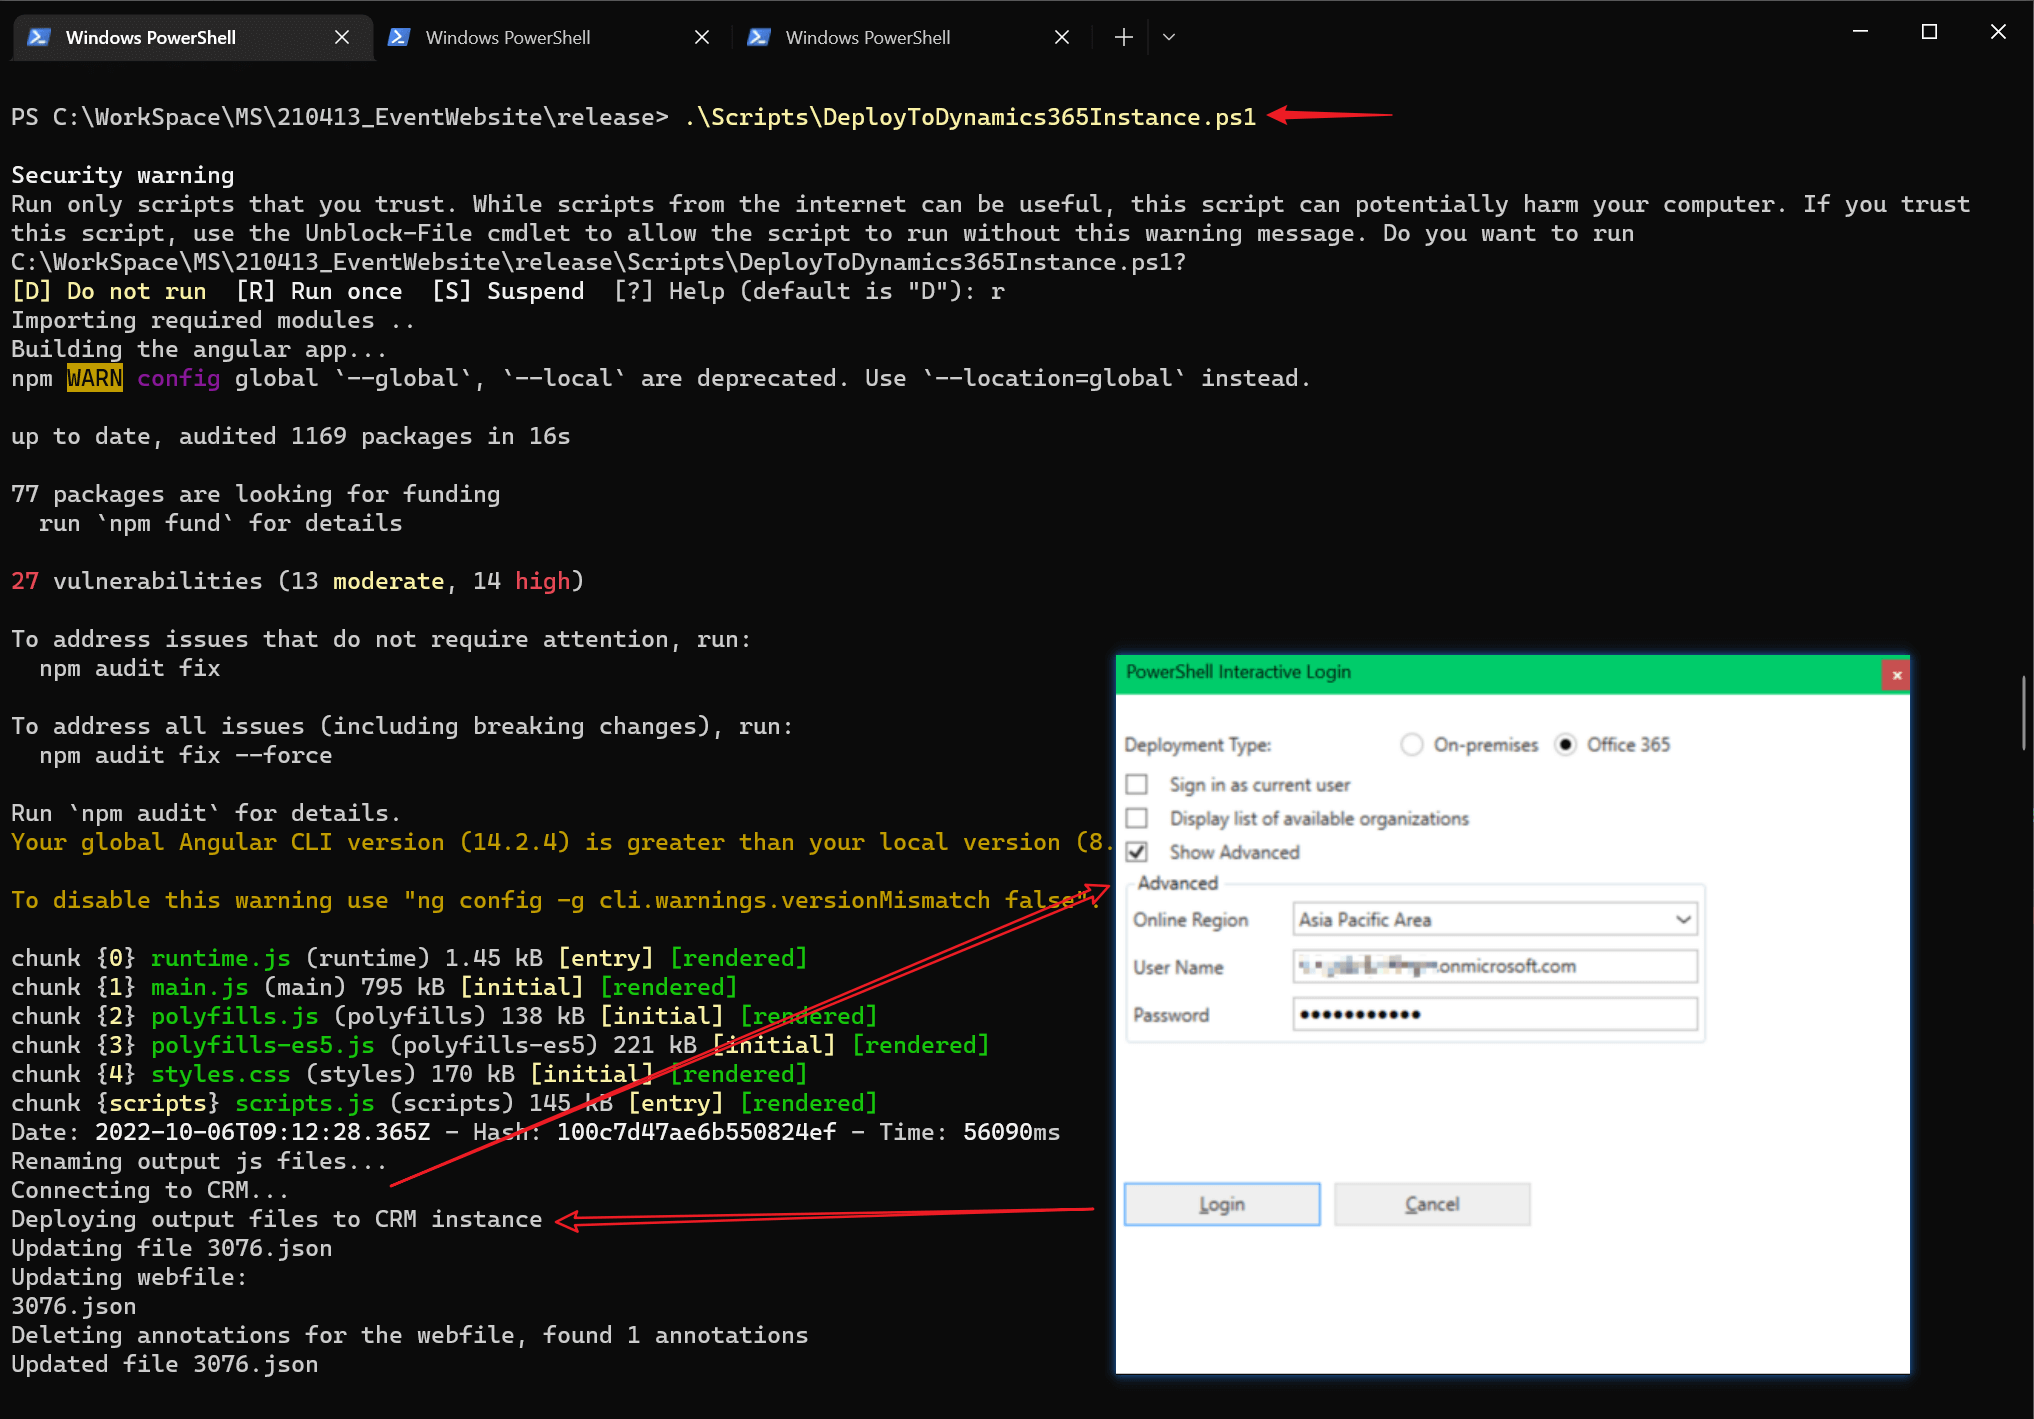 Windows PowerShell
Windows PowerShell
Windows PowerShell
PS C:\WorkSpace\MS\210413_EventWebsite\release> .\Scripts\DeployToDynamics365Instance.ps1
Security warning
Run only scripts that you trust. While scripts from the internet can be useful, this script can potentially harm your computer. If you trust
this script, use the Unblock-File cmdlet to allow the script to run without this warning message. Do you want to run
C:\WorkSpace\MS\210413_EventWebsite\release\Scripts\DeployToDynamics365Instance.ps1?
[D] Do not run  [R] Run once  [S] Suspend  [?] Help (default is "D"): r
Importing required modules ..
Building the angular app...
npm WARN config global `--global`, `--local` are deprecated. Use `--location=global` instead.
up to date, audited 1169 packages in 16s
77 packages are looking for funding
  run `npm fund` for details
27 vulnerabilities (13 moderate, 14 high)
To address issues that do not require attention, run:
  npm audit fix
To address all issues (including breaking changes), run:
  npm audit fix --force
Run `npm audit` for details.
Your global Angular CLI version (14.2.4) is greater than your local version (8.
To disable this warning use "ng config -g cli.warnings.versionMismatch false".
chunk {0} runtime.js (runtime) 1.45 kB [entry] [rendered]
chunk {1} main.js (main) 795 kB [initial] [rendered]
chunk {2} polyfills.js (polyfills) 138 kB [initial] [rendered]
chunk {3} polyfills-es5.js (polyfills-es5) 221 kB [initial] [rendered]
chunk {4} styles.css (styles) 170 kB [initial] [rendered]
chunk {scripts} scripts.js (scripts) 145 kB [entry] [rendered]
Date: 2022-10-06T09:12:28.365Z - Hash: 100c7d47ae6b550824ef - Time: 56090ms
Renaming output js files...
Connecting to CRM...
Deploying output files to CRM instance
Updating file 3076.json
Updating webfile:
3076.json
Deleting annotations for the webfile, found 1 annotations
Updated file 3076.json
PowerShell Interactive Login
Deployment Type: On-premises Office 365
Sign in as current user
Display list of available organizations
Show Advanced
Advanced
Online Region Asia Pacific Area
User Name .onmicrosoft.com
Password •••••••••••
Login Cancel